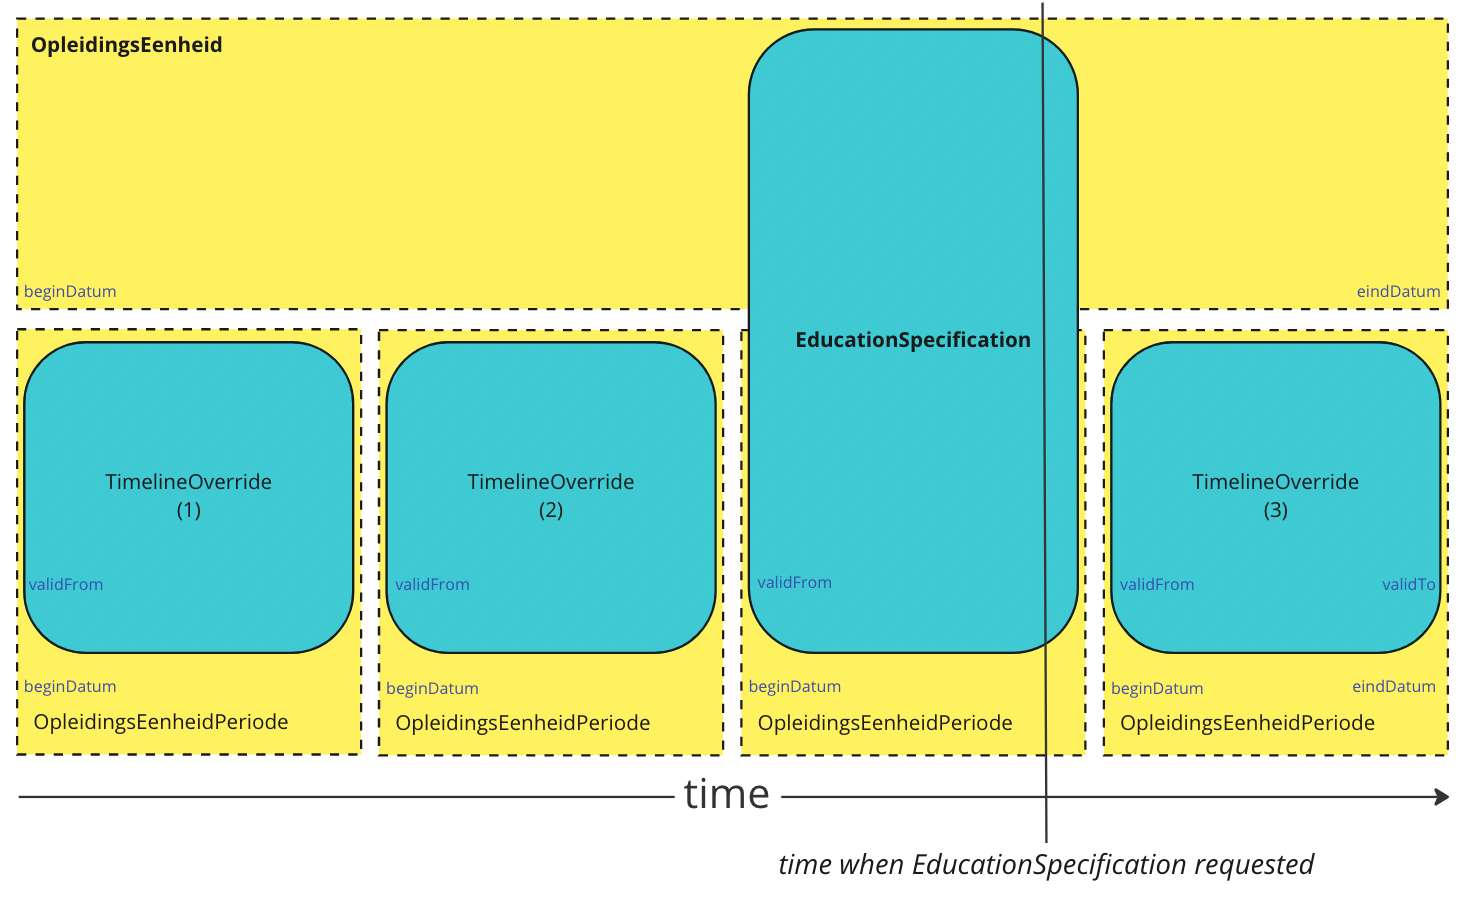 OpleidingsEenheid
beginDatum
eindDatum
EducationSpecification
TimelineOverride
(1)
TimelineOverride
(2)
TimelineOverride
(3)
validFrom
validFrom
validFrom
validFrom
validTo
beginDatum
beginDatum
beginDatum
beginDatum
eindDatum
OpleidingsEenheidPeriode
OpleidingsEenheidPeriode
OpleidingsEenheidPeriode
OpleidingsEenheidPeriode
time
time when EducationSpecification requested